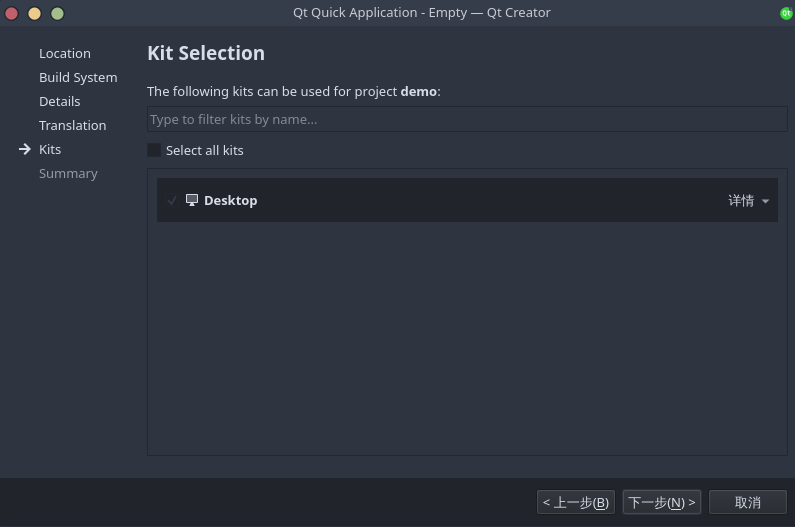 Qt Quick Application - Empty — Qt Creator
Location
Build System
Details
Translation
Kits
Summary
Kit Selection
The following kits can be used for project demo:
Type to filter kits by name...
Select all kits
Desktop
详情
< 上一步(B)
下一步(N) >
取消